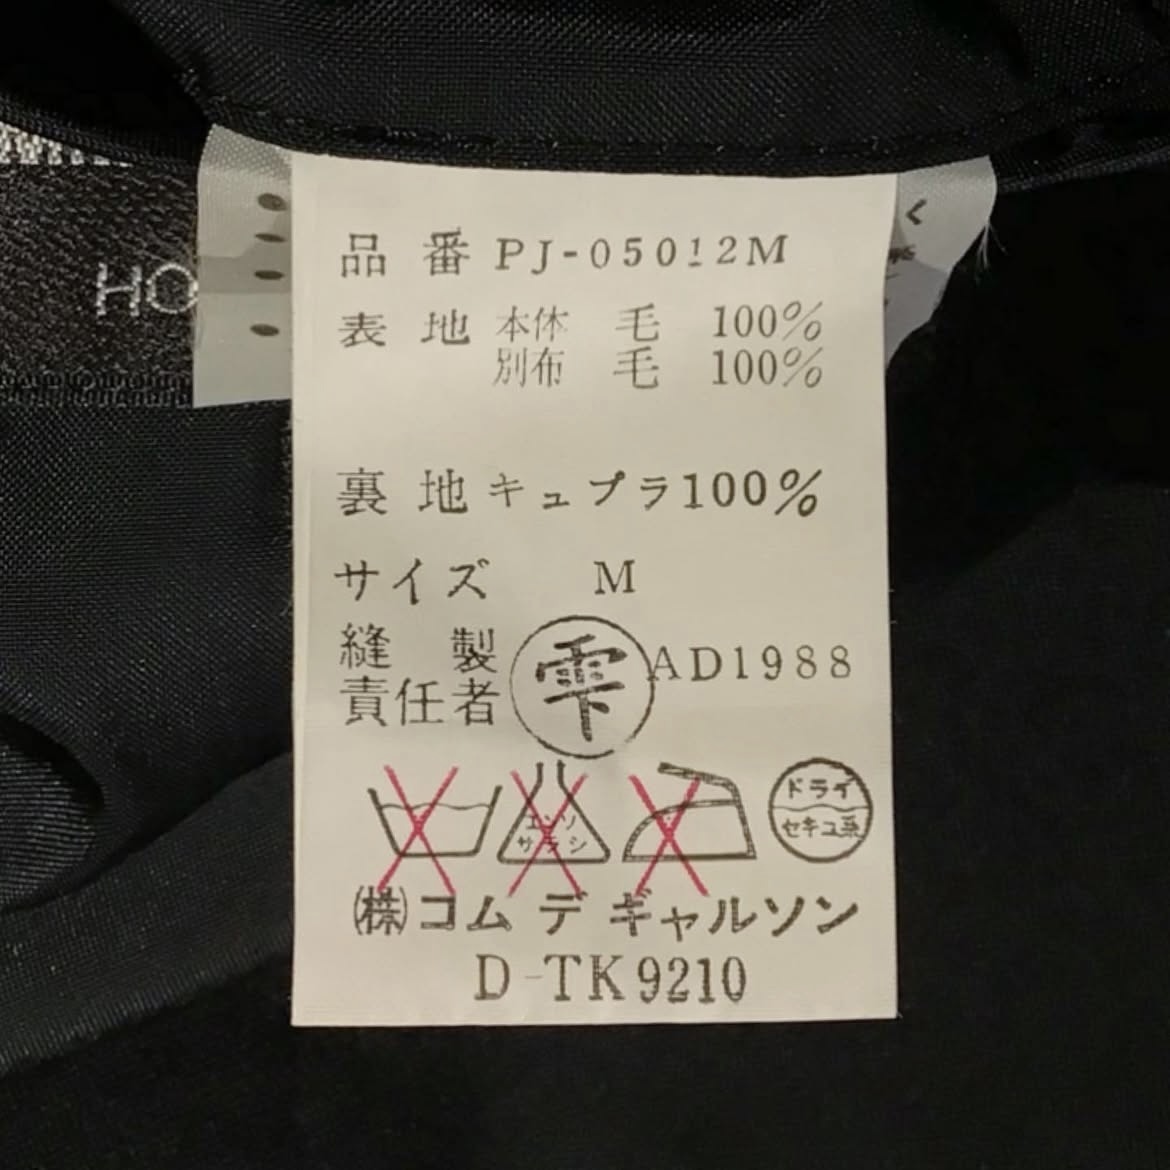 HO
く
品番 PJ-05012M
表地 本体 毛 100%
別布 毛 100%
裏地 キュプラ100%
サイズ M
縫製
責任者
雫
AD1988
エンソ
サラシ
ドライ
セキユ系
㈱コム デ ギャルソン
D-TK9210